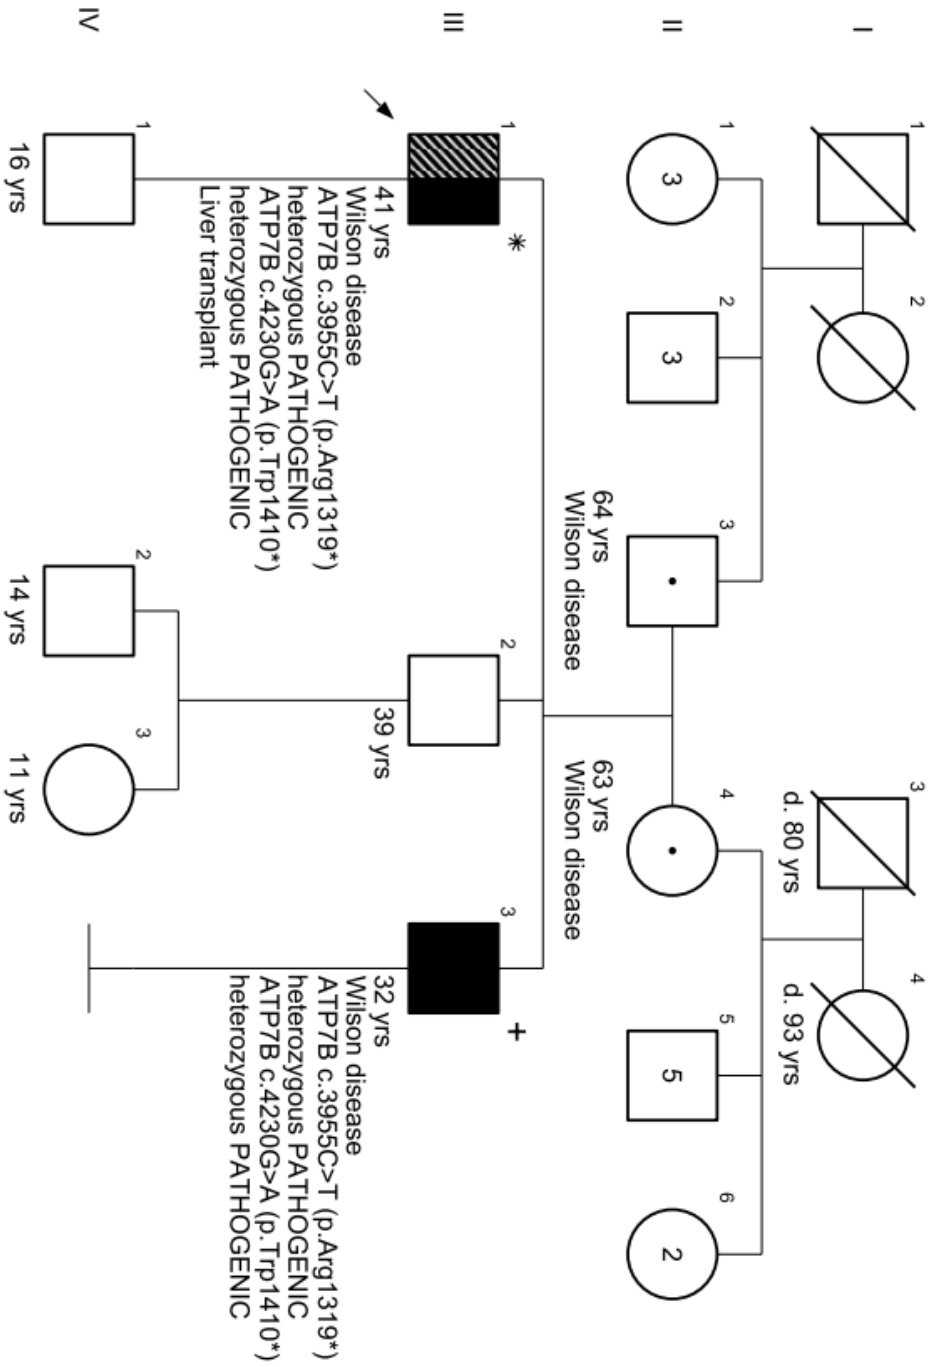 I
1
2
3
4
d. 80 yrs
d. 93 yrs
II
1
3
2
3
3
64 yrs
Wilson disease
4
63 yrs
Wilson disease
5
5
6
2
III
1
*
41 yrs
Wilson disease
ATP7B c.3955C>T (p.Arg1319*)
heterozygous PATHOGENIC
ATP7B c.4230G>A (p.Trp1410*)
heterozygous PATHOGENIC
Liver transplant
2
39 yrs
3
+
32 yrs
Wilson disease
ATP7B c.3955C>T (p.Arg1319*)
heterozygous PATHOGENIC
ATP7B c.4230G>A (p.Trp1410*)
heterozygous PATHOGENIC
IV
1
16 yrs
2
14 yrs
3
11 yrs